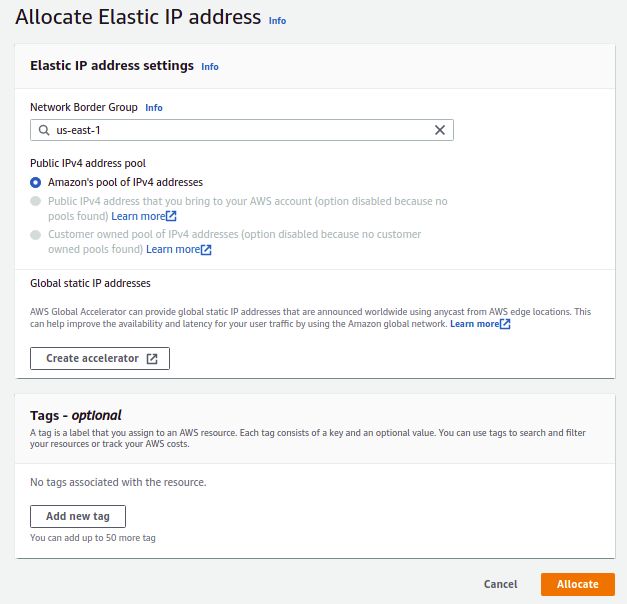 Allocate Elastic IP address Info
Elastic IP address settings Info
Network Border Group Info
us-east-1
Public IPv4 address pool
Amazon's pool of IPv4 addresses
Public IPv4 address that you bring to your AWS account (option disabled because no
pools found) Learn more
Customer owned pool of IPv4 addresses (option disabled because no customer
owned pools found) Learn more
Global static IP addresses
AWS Global Accelerator can provide global static IP addresses that are announced worldwide using anycast from AWS edge locations. This
can help improve the availability and latency for your user traffic by using the Amazon global network. Learn more
Create accelerator
Tags - optional
A tag is a label that you assign to an AWS resource. Each tag consists of a key and an optional value. You can use tags to search and filter
your resources or track your AWS costs.
No tags associated with the resource.
Add new tag
You can add up to 50 more tag
Cancel
Allocate